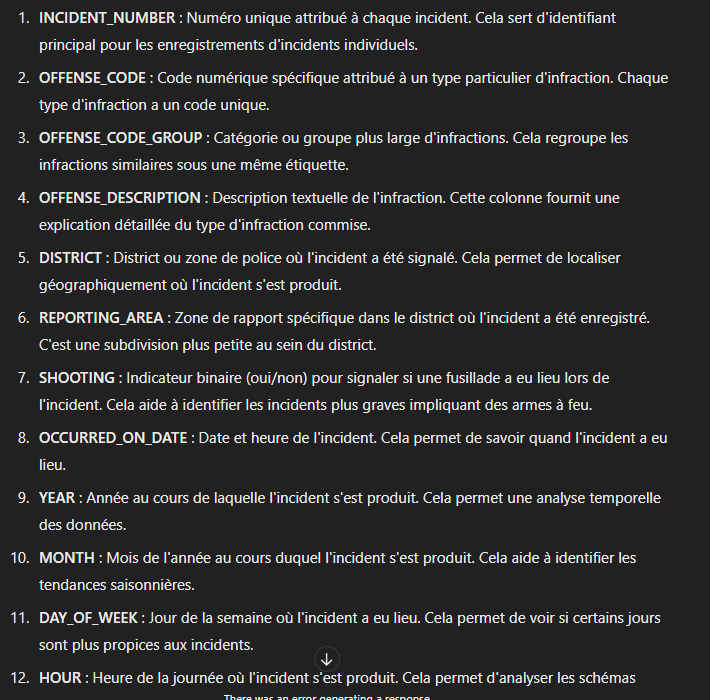 1. INCIDENT_NUMBER : Numéro unique attribué à chaque incident. Cela sert d'identifiant
principal pour les enregistrements d'incidents individuels.
2. OFFENSE_CODE : Code numérique spécifique attribué à un type particulier d'infraction. Chaque
type d'infraction a un code unique.
3. OFFENSE_CODE_GROUP : Catégorie ou groupe plus large d'infractions. Cela regroupe les
infractions similaires sous une même étiquette.
4. OFFENSE_DESCRIPTION : Description textuelle de l'infraction. Cette colonne fournit une
explication détaillée du type d'infraction commise.
5. DISTRICT : District ou zone de police où l'incident a été signalé. Cela permet de localiser
géographiquement où l'incident s'est produit.
6. REPORTING_AREA : Zone de rapport spécifique dans le district où l'incident a été enregistré.
C'est une subdivision plus petite au sein du district.
7. SHOOTING : Indicateur binaire (oui/non) pour signaler si une fusillade a eu lieu lors de
l'incident. Cela aide à identifier les incidents plus graves impliquant des armes à feu.
8. OCCURRED_ON_DATE : Date et heure de l'incident. Cela permet de savoir quand l'incident a eu
lieu.
9. YEAR : Année au cours de laquelle l'incident s'est produit. Cela permet une analyse temporelle
des données.
10. MONTH : Mois de l'année au cours duquel l'incident s'est produit. Cela aide à identifier les
tendances saisonnières.
11. DAY_OF_WEEK : Jour de la semaine où l'incident a eu lieu. Cela permet de voir si certains jours
sont plus propices aux incidents.
12. HOUR : Heure de la journée où l'incident s'est produit. Cela permet d'analyser les schémas
There was an error generating a response